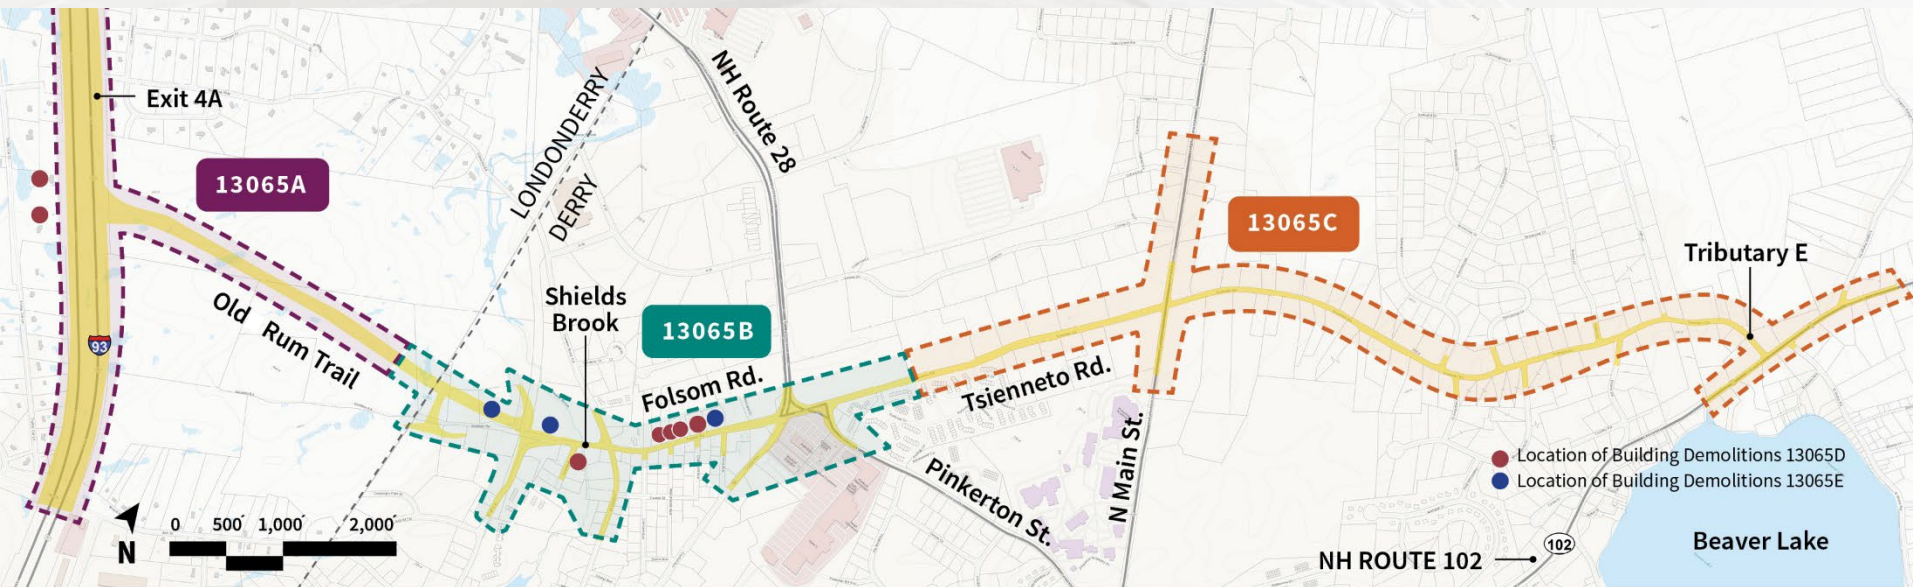 Exit 4A
13065A
LONDONDERRY
DERRY
NH Route 28
13065C
Tributary E
Old Rum Trail
93
Shields
Brook
13065B
Folsom Rd.
Tsienneto Rd.
N Main St.
Pinkerton St.
Location of Building Demolitions 13065D
Location of Building Demolitions 13065E
N
0 500' 1,000' 2,000'
NH ROUTE 102
102
Beaver Lake